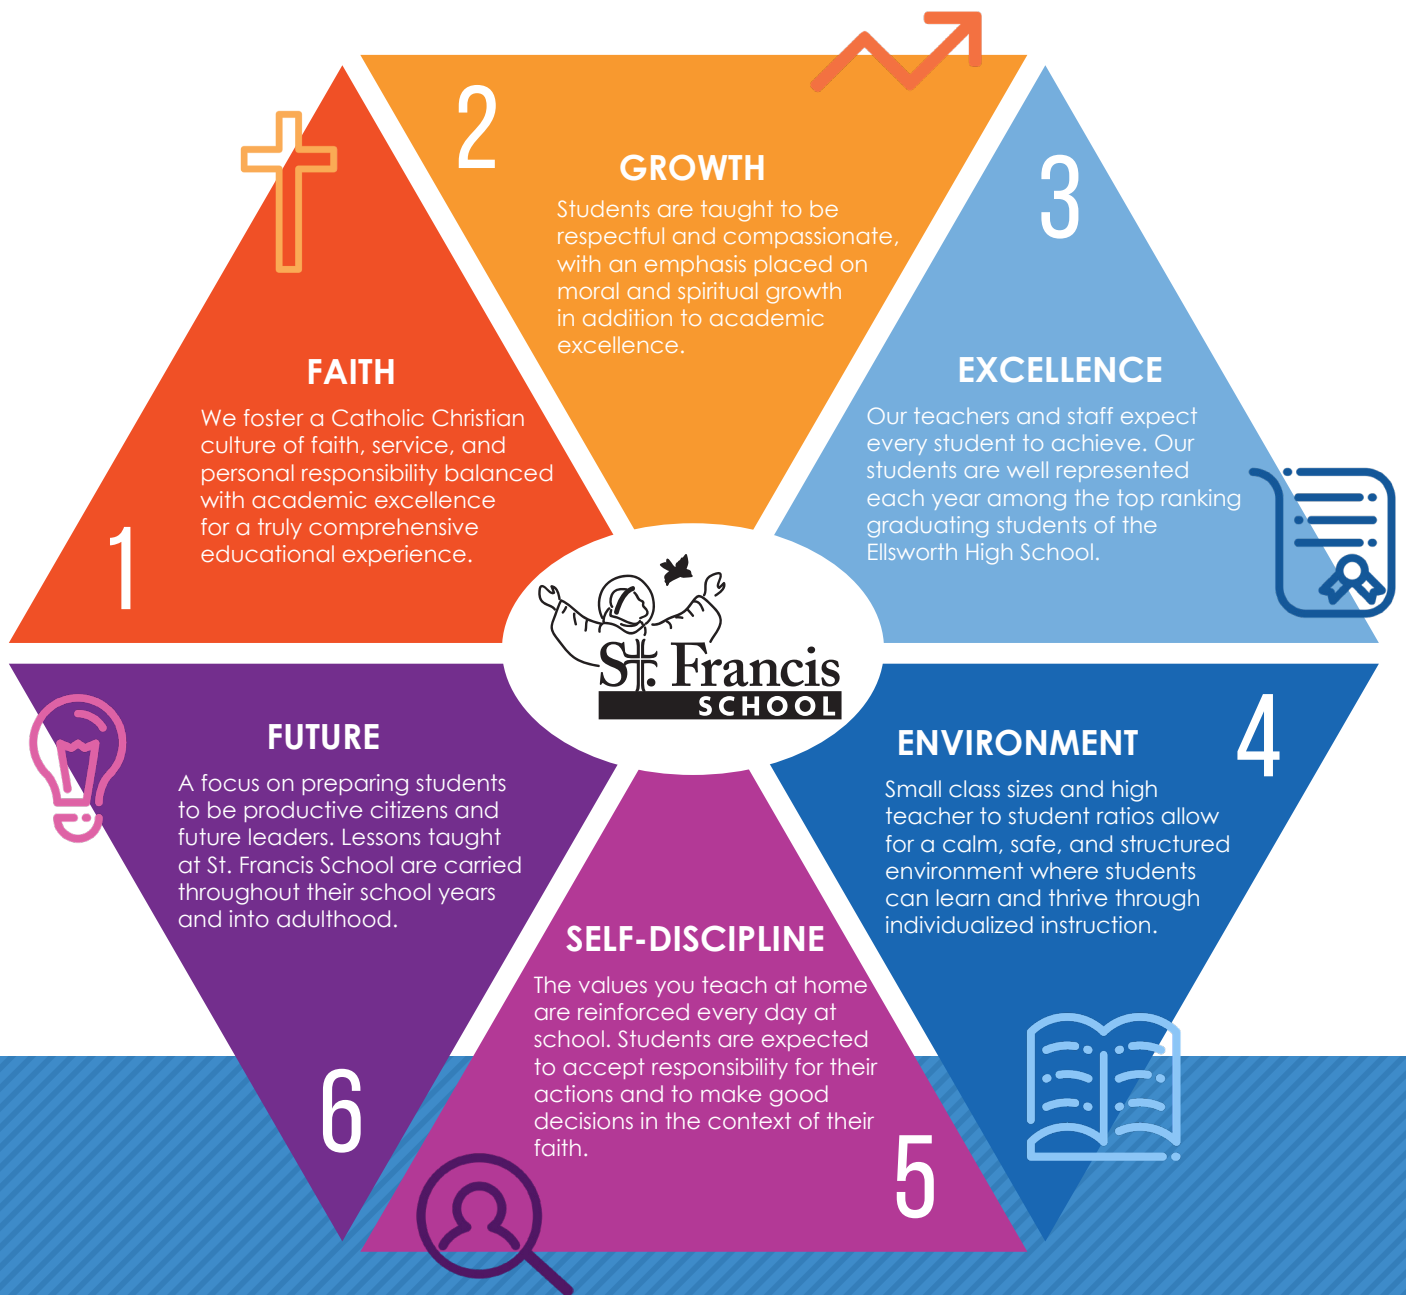 1
FAITH
We foster a Catholic Christian
culture of faith, service, and
personal responsibility balanced
with academic excellence
for a truly comprehensive
educational experience.
2
GROWTH
Students are taught to be
respectful and compassionate,
with an emphasis placed on
moral and spiritual growth
in addition to academic
excellence.
3
EXCELLENCE
Our teachers and staff expect
every student to achieve. Our
students are well represented
each year among the top ranking
graduating students of the
Ellsworth High School.
St. Francis
SCHOOL
4
ENVIRONMENT
Small class sizes and high
teacher to student ratios allow
for a calm, safe, and structured
environment where students
can learn and thrive through
individualized instruction.
5
SELF-DISCIPLINE
The values you teach at home
are reinforced every day at
school. Students are expected
to accept responsibility for their
actions and to make good
decisions in the context of their
faith.
6
FUTURE
A focus on preparing students
to be productive citizens and
future leaders. Lessons taught
at St. Francis School are carried
throughout their school years
and into adulthood.